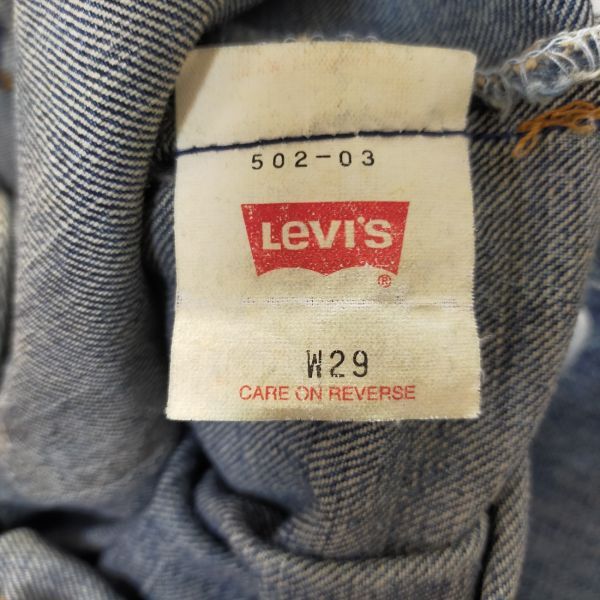 502-03
LEVI'S
®
W29
CARE ON REVERSE